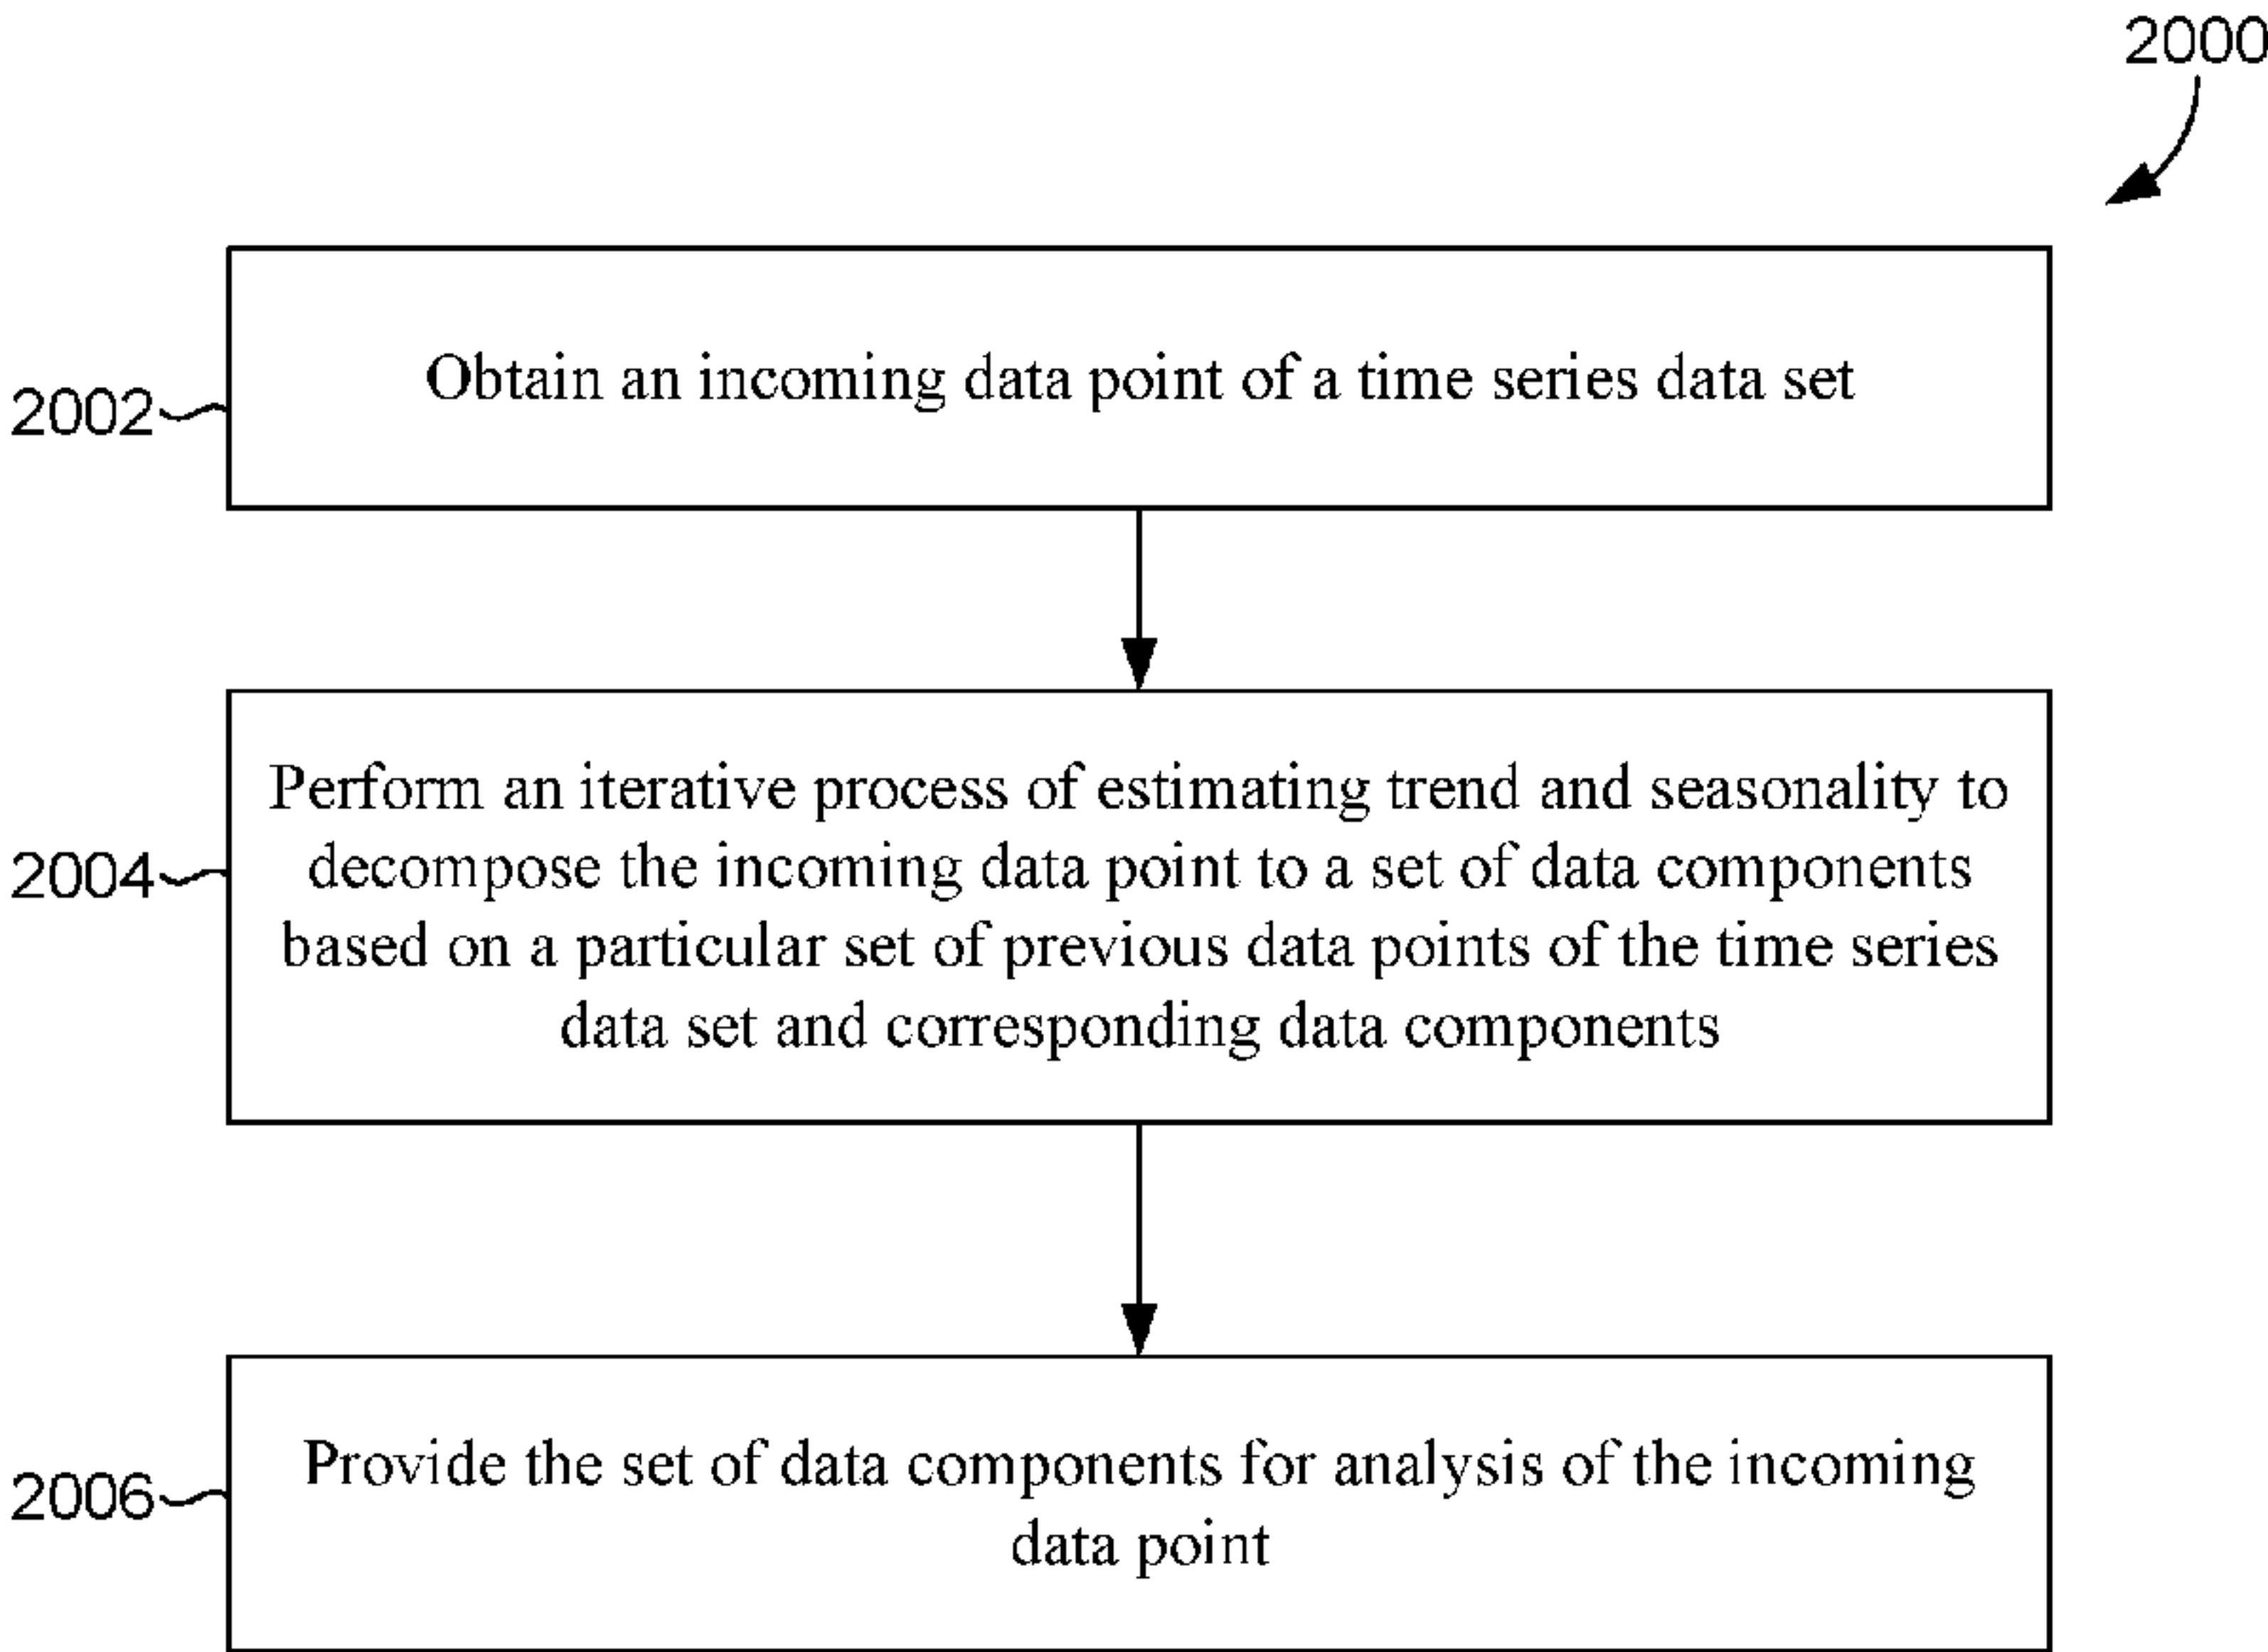 2000
2002
Obtain an incoming data point of a time series data set
2004
Perform an iterative process of estimating trend and seasonality to
decompose the incoming data point to a set of data components
based on a particular set of previous data points of the time series
data set and corresponding data components
2006
Provide the set of data components for analysis of the incoming
data point